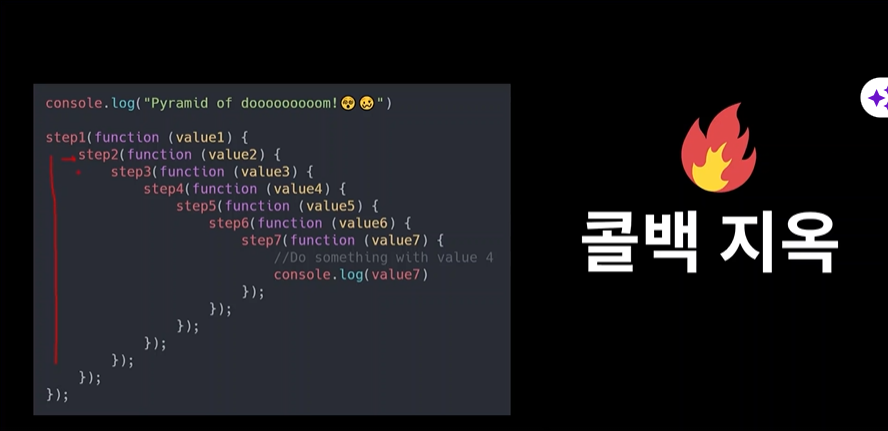 console.log("Pyramid of dooooooooom!😵🥴")
step1(function (value1) {
step2(function (value2) {
step3(function (value3) {
step4(function (value4) {
step5(function (value5) {
step6(function (value6) {
step7(function (value7) {
//Do something with value 4
console.log(value7)
});
});
});
});
});
});
});
콜백 지옥